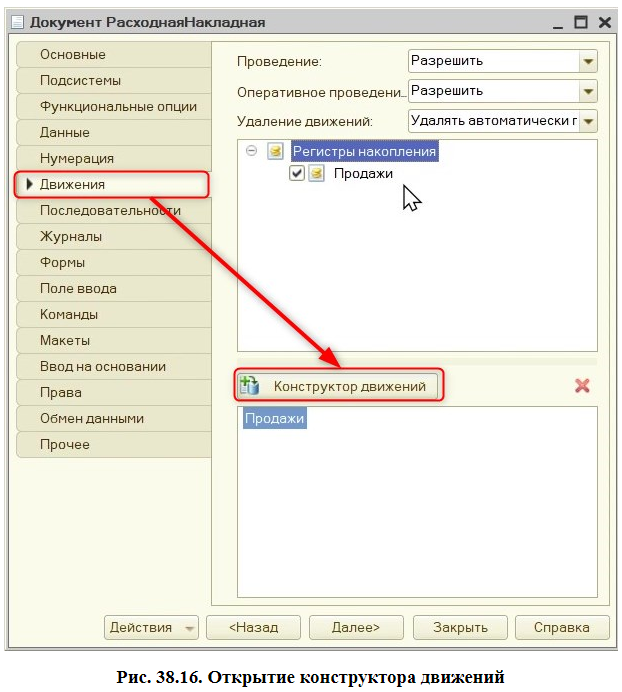 Документ РасходнаяНакладная
Основные
Подсистемы
Функциональные опции
Данные
Нумерация
Движения
Последовательности
Журналы
Формы
Поле ввода
Команды
Макеты
Ввод на основании
Права
Обмен данными
Прочее
Проведение: Разрешить
Оперативное проведени... Разрешить
Удаление движений: Удалять автоматически г
Регистры накопления
Продажи
Конструктор движений
Продажи
Действия <Назад Далее> Закрыть Справка
Рис. 38.16. Открытие конструктора движений